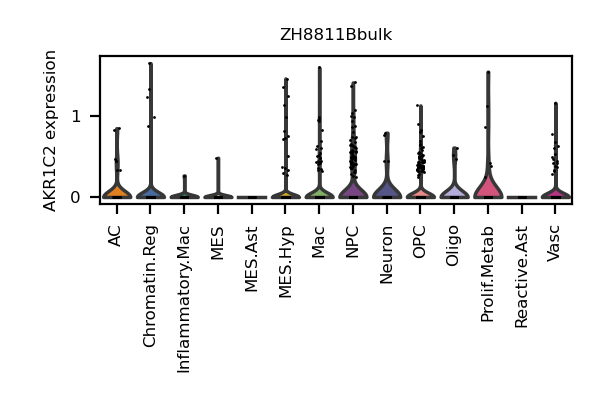 ZH8811Bbulk
AKR1C2 expression
1
0
AC
Chromatin.Reg
Inflammatory.Mac
MES
MES.Ast
MES.Hyp
Mac
NPC
Neuron
OPC
Oligo
Prolif.Metab
Reactive.Ast
Vasc